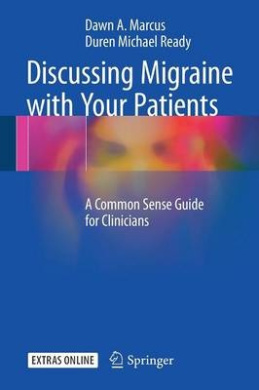 Dawn A. Marcus
Duren Michael Ready
Discussing Migraine
with Your Patients
A Common Sense Guide
for Clinicians
EXTRAS ONLINE
Springer